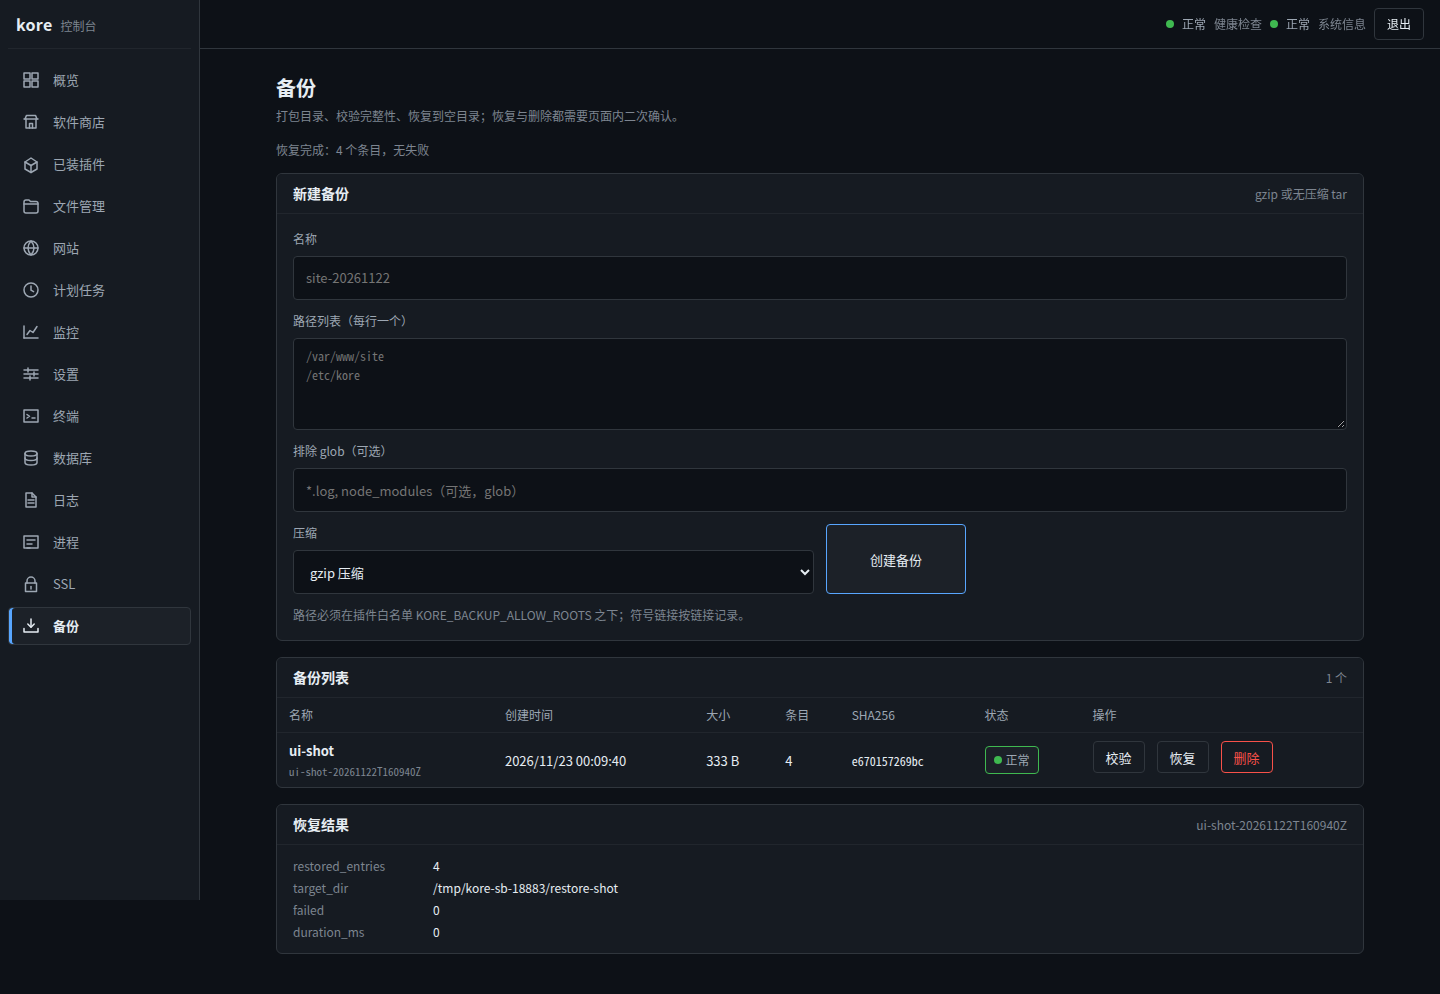 kore 控制台
正常 健康检查 正常 系统信息 退出
概览
软件商店
已装插件
文件管理
网站
计划任务
监控
设置
终端
数据库
日志
进程
SSL
备份
备份
打包目录、校验完整性、恢复到空目录；恢复与删除都需要页面内二次确认。
恢复完成：4 个条目，无失败
新建备份 gzip 或无压缩 tar
名称
site-20261122
路径列表（每行一个）
/var/www/site
/etc/kore
排除 glob（可选）
*.log, node_modules（可选，glob）
压缩
gzip 压缩 创建备份
路径必须在插件白名单 KORE_BACKUP_ALLOW_ROOTS 之下；符号链接按链接记录。
备份列表 1 个
名称 创建时间 大小 条目 SHA256 状态 操作
ui-shot 2026/11/23 00:09:40 333 B 4 e670157269bc 正常 校验 恢复 删除
ui-shot-20261122T160940Z
恢复结果 ui-shot-20261122T160940Z
restored_entries 4
target_dir /tmp/kore-sb-18883/restore-shot
failed 0
duration_ms 0